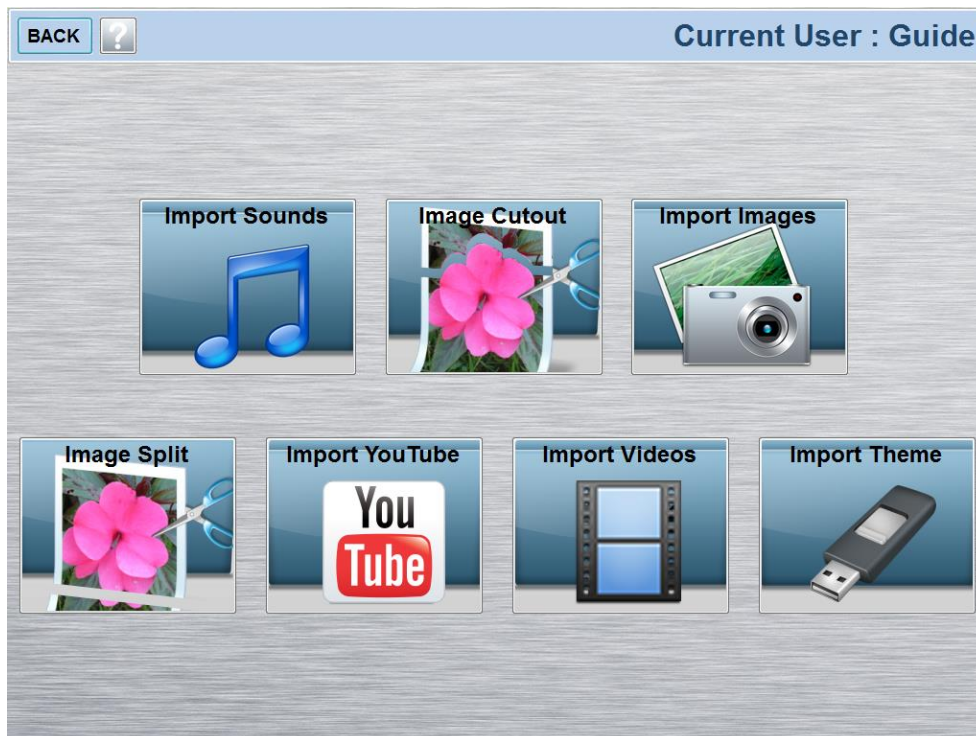 BACK
?
Current User : Guide
Import Sounds
Image Cutout
Import Images
Image Split
Import YouTube
You
Tube
Import Videos
Import Theme